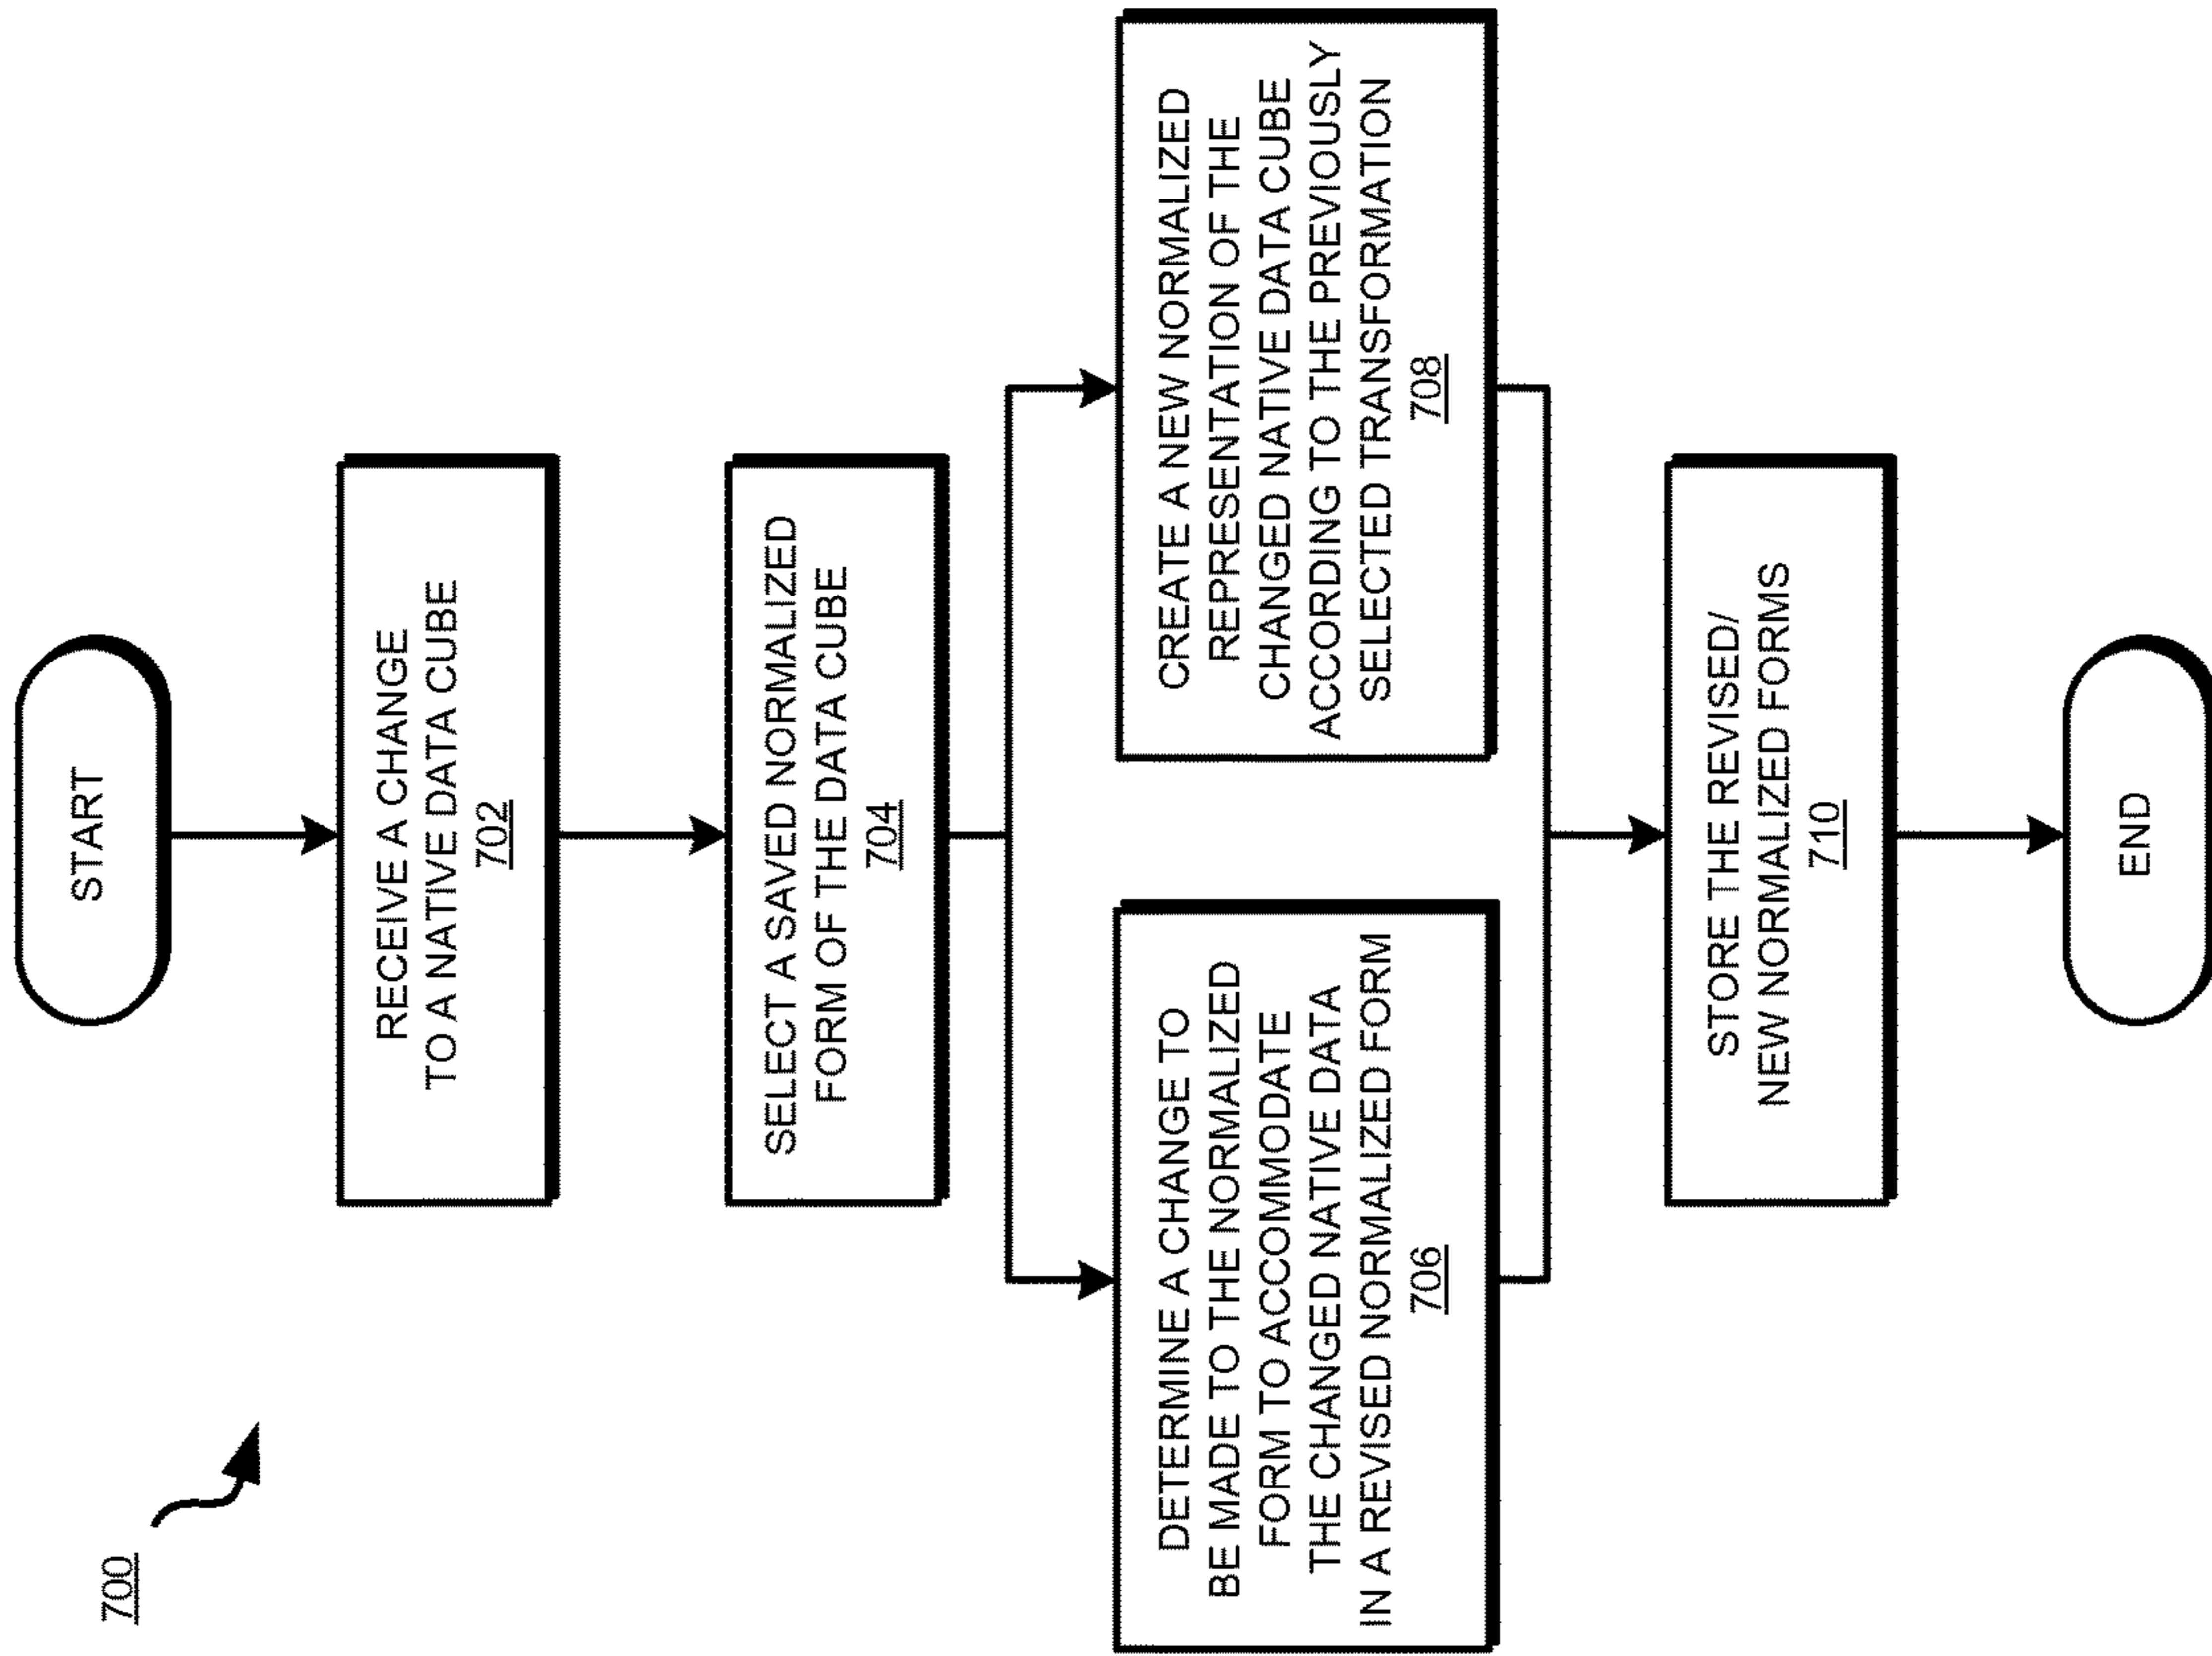 700
START
RECEIVE A CHANGE
TO A NATIVE DATA CUBE
702
SELECT A SAVED NORMALIZED
FORM OF THE DATA CUBE
704
DETERMINE A CHANGE TO
BE MADE TO THE NORMALIZED
FORM TO ACCOMMODATE
THE CHANGED NATIVE DATA
IN A REVISED NORMALIZED FORM
706
CREATE A NEW NORMALIZED
REPRESENTATION OF THE
CHANGED NATIVE DATA CUBE
ACCORDING TO THE PREVIOUSLY
SELECTED TRANSFORMATION
708
STORE THE REVISED/
NEW NORMALIZED FORMS
710
END